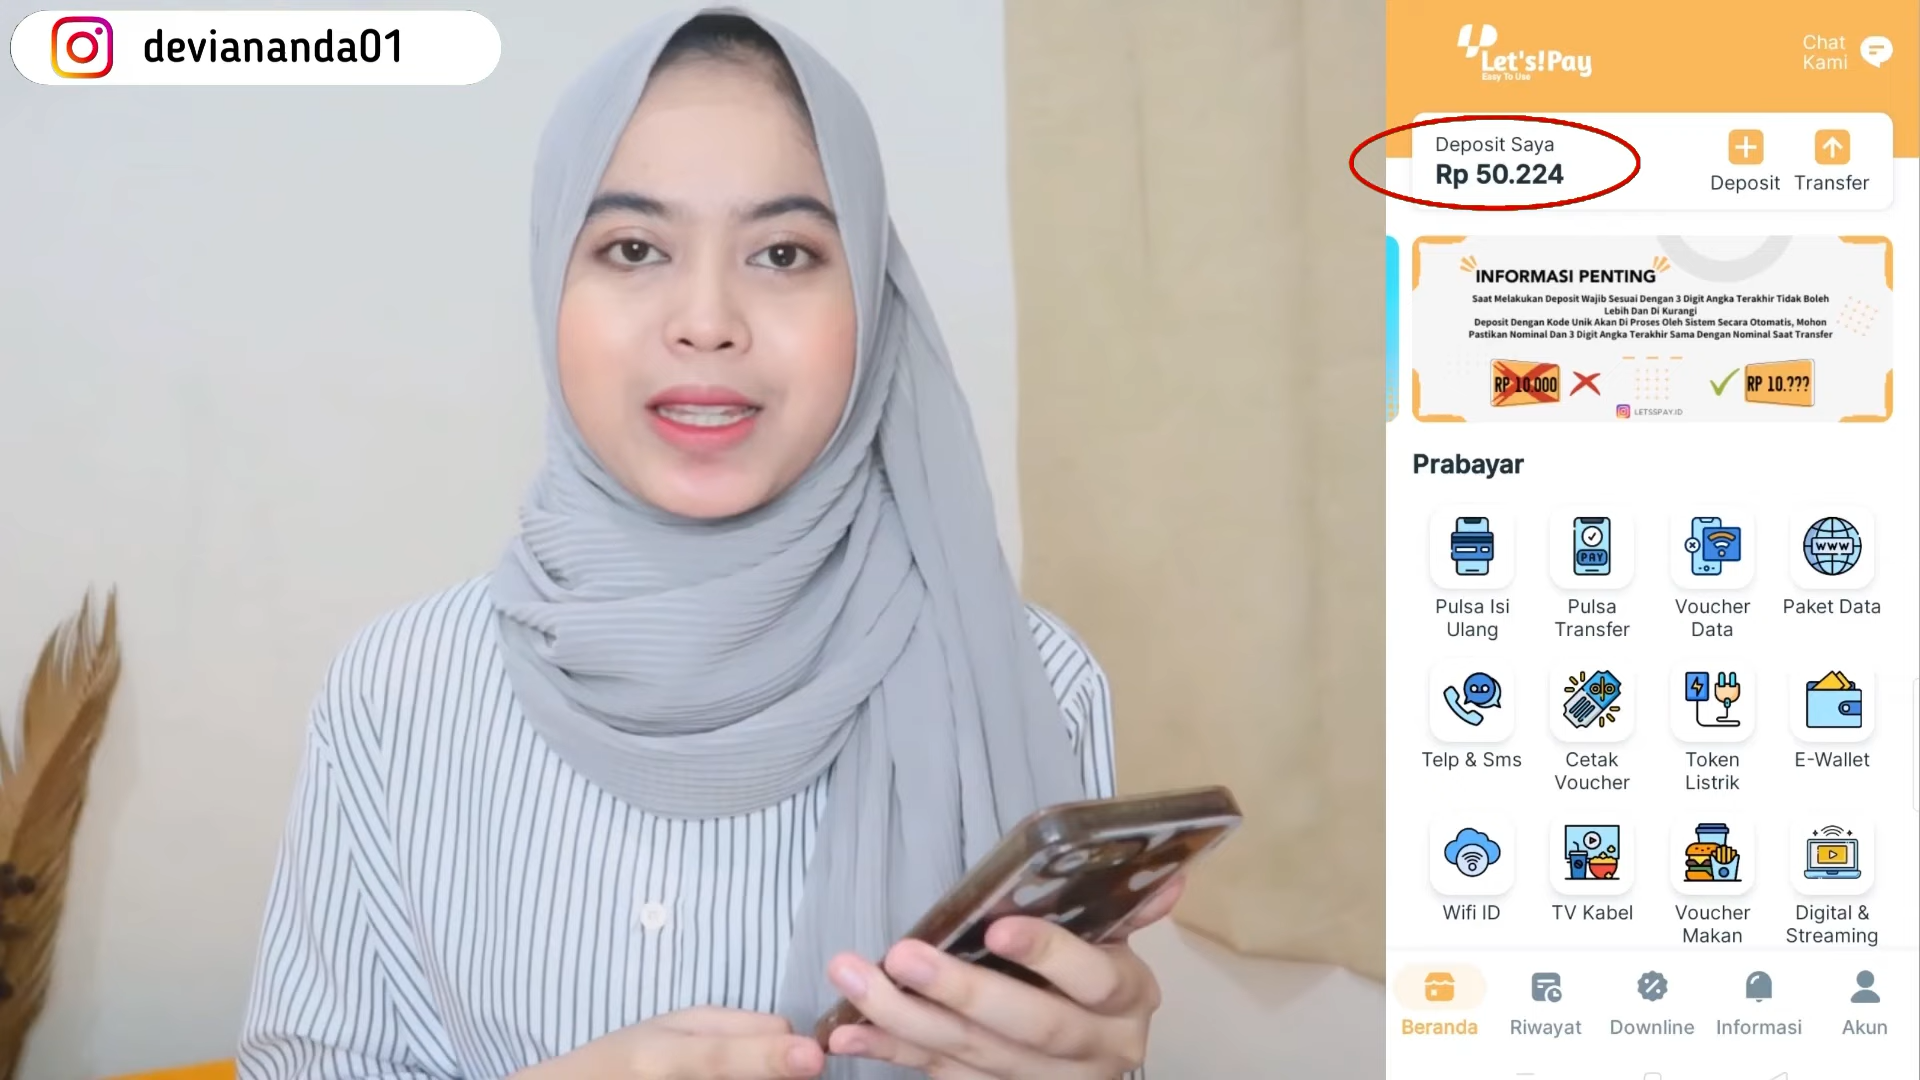 deviananda01
Let's!Pay
Easy To Use
Chat
Kami
Deposit Saya
Rp 50.224
Deposit
Transfer
INFORMASI PENTING
Saat Melakukan Deposit Wajib Sesuai Dengan 3 Digit Angka Terakhir Tidak Boleh
Lebih Dan Di Kurangi
Deposit Dengan Kode Unik Akan Di Proses Oleh Sistem Secara Otomatis, Mohon
Pastikan Nominal Dan 3 Digit Angka Terakhir Sama Dengan Nominal Saat Transfer
RP 10.000
RP 10.???
LETSSPAY.ID
Prabayar
WWW
PAY
Pulsa Isi
Ulang
Pulsa
Transfer
Voucher
Data
Paket Data
Telp & Sms
Cetak
Voucher
Token
Listrik
E-Wallet
Wifi ID
TV Kabel
Voucher
Makan
Digital &
Streaming
Beranda
Riwayat
Downline
Informasi
Akun